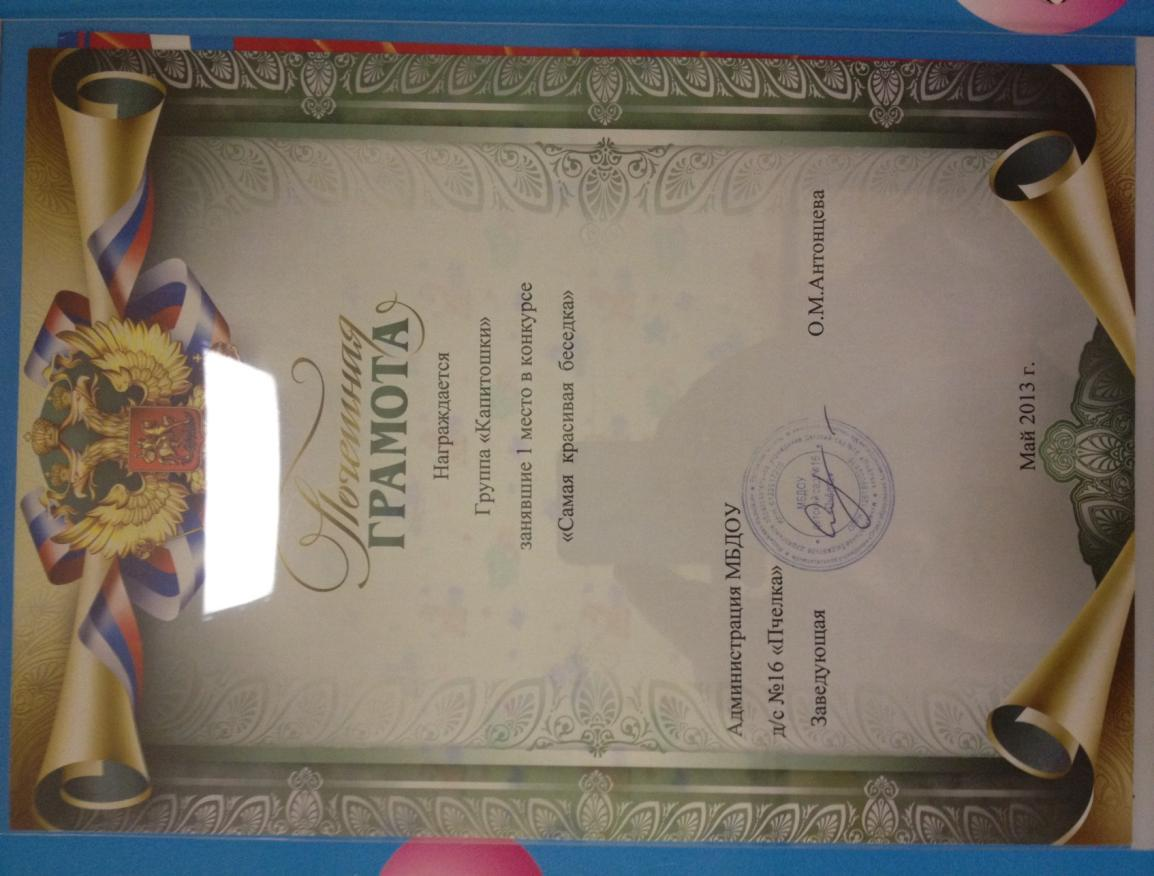 Почетная
ГРАМОТА
Награждается
Группа «Капитошки»
занявшие 1 место в конкурсе
«Самая красивая беседка»
Администрация МБДОУ
д/с №16 «Пчелка»
Заведующая О.М.Антонцева
МБДОУ
Май 2013 г.